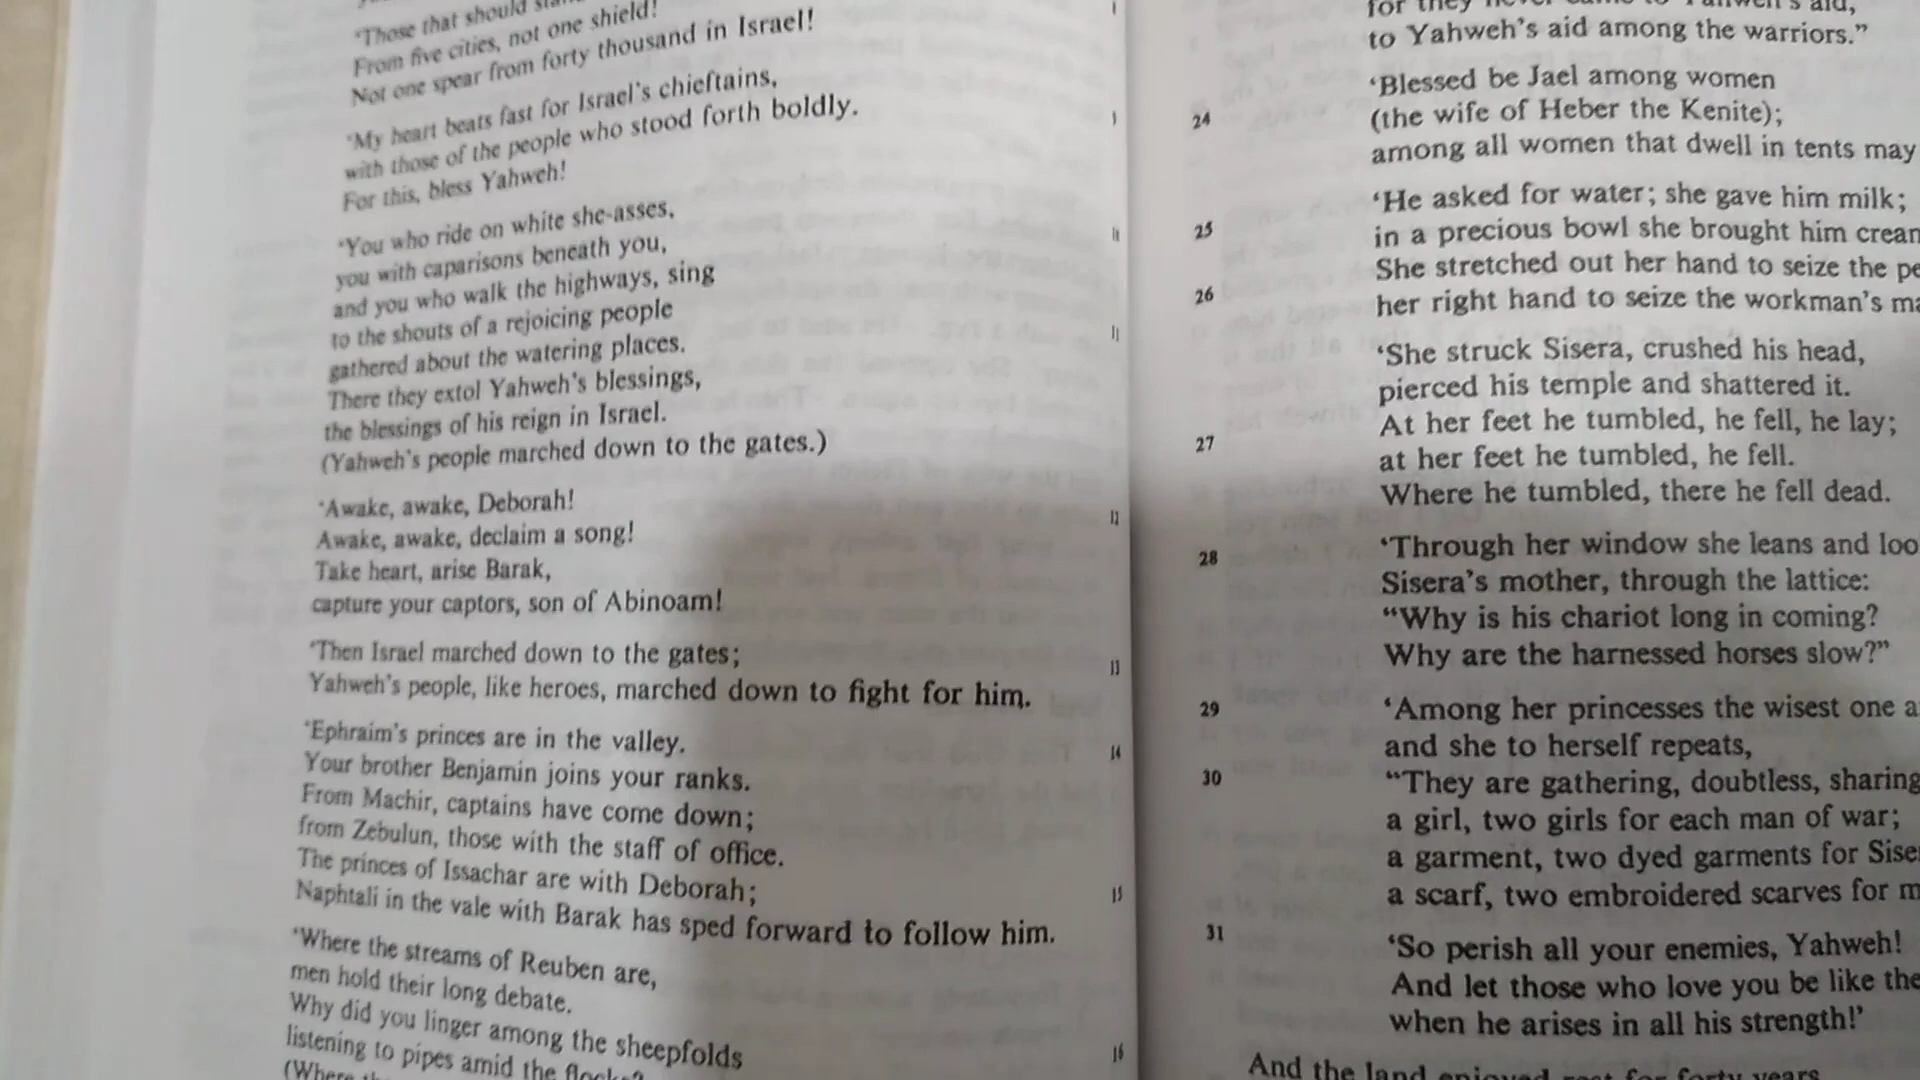 'Those that should
From five cities, not one shield!
Not one spear from forty thousand in Israel!
'My heart beats fast for Israel's chieftains,
with those of the people who stood forth boldly.
For this, bless Yahweh!
'You who ride on white she-asses,
you with caparisons beneath you,
and you who walk the highways, sing
to the shouts of a rejoicing people
gathered about the watering places.
There they extol Yahweh's blessings,
the blessings of his reign in Israel.
(Yahweh's people marched down to the gates.)
12
'Awake, awake, Deborah!
Awake, awake, declaim a song!
Take heart, arise Barak,
capture your captors, son of Abinoam!
13
'Then Israel marched down to the gates;
Yahweh's people, like heroes, marched down to fight for him.
14
'Ephraim's princes are in the valley.
Your brother Benjamin joins your ranks.
From Machir, captains have come down;
from Zebulun, those with the staff of office.
15
The princes of Issachar are with Deborah;
Naphtali in the vale with Barak has sped forward to follow him.
'Where the streams of Reuben are,
men hold their long debate.
16
Why did you linger among the sheepfolds
listening to pipes amid the
(Where
to Yahweh's aid among the warriors."
24
'Blessed be Jael among women
(the wife of Heber the Kenite);
among all women that dwell in tents may
25
'He asked for water; she gave him milk;
in a precious bowl she brought him
26
She stretched out her hand to seize the
her right hand to seize the workman's
'She struck Sisera, crushed his head,
pierced his temple and shattered it.
27
At her feet he tumbled, he fell, he lay;
at her feet he tumbled, he fell.
Where he tumbled, there he fell dead.
28
'Through her window she leans and
Sisera's mother, through the lattice:
"Why is his chariot long in coming?
Why are the harnessed horses slow?"
29
'Among her princesses the wisest one
and she to herself repeats,
30
"They are gathering, doubtless, sharing
a girl, two girls for each man of war;
a garment, two dyed garments for
a scarf, two embroidered scarves for
31
'So perish all your enemies, Yahweh!
And let those who love you be like the
when he arises in all his strength!'
And the land enjoyed rest for forty years